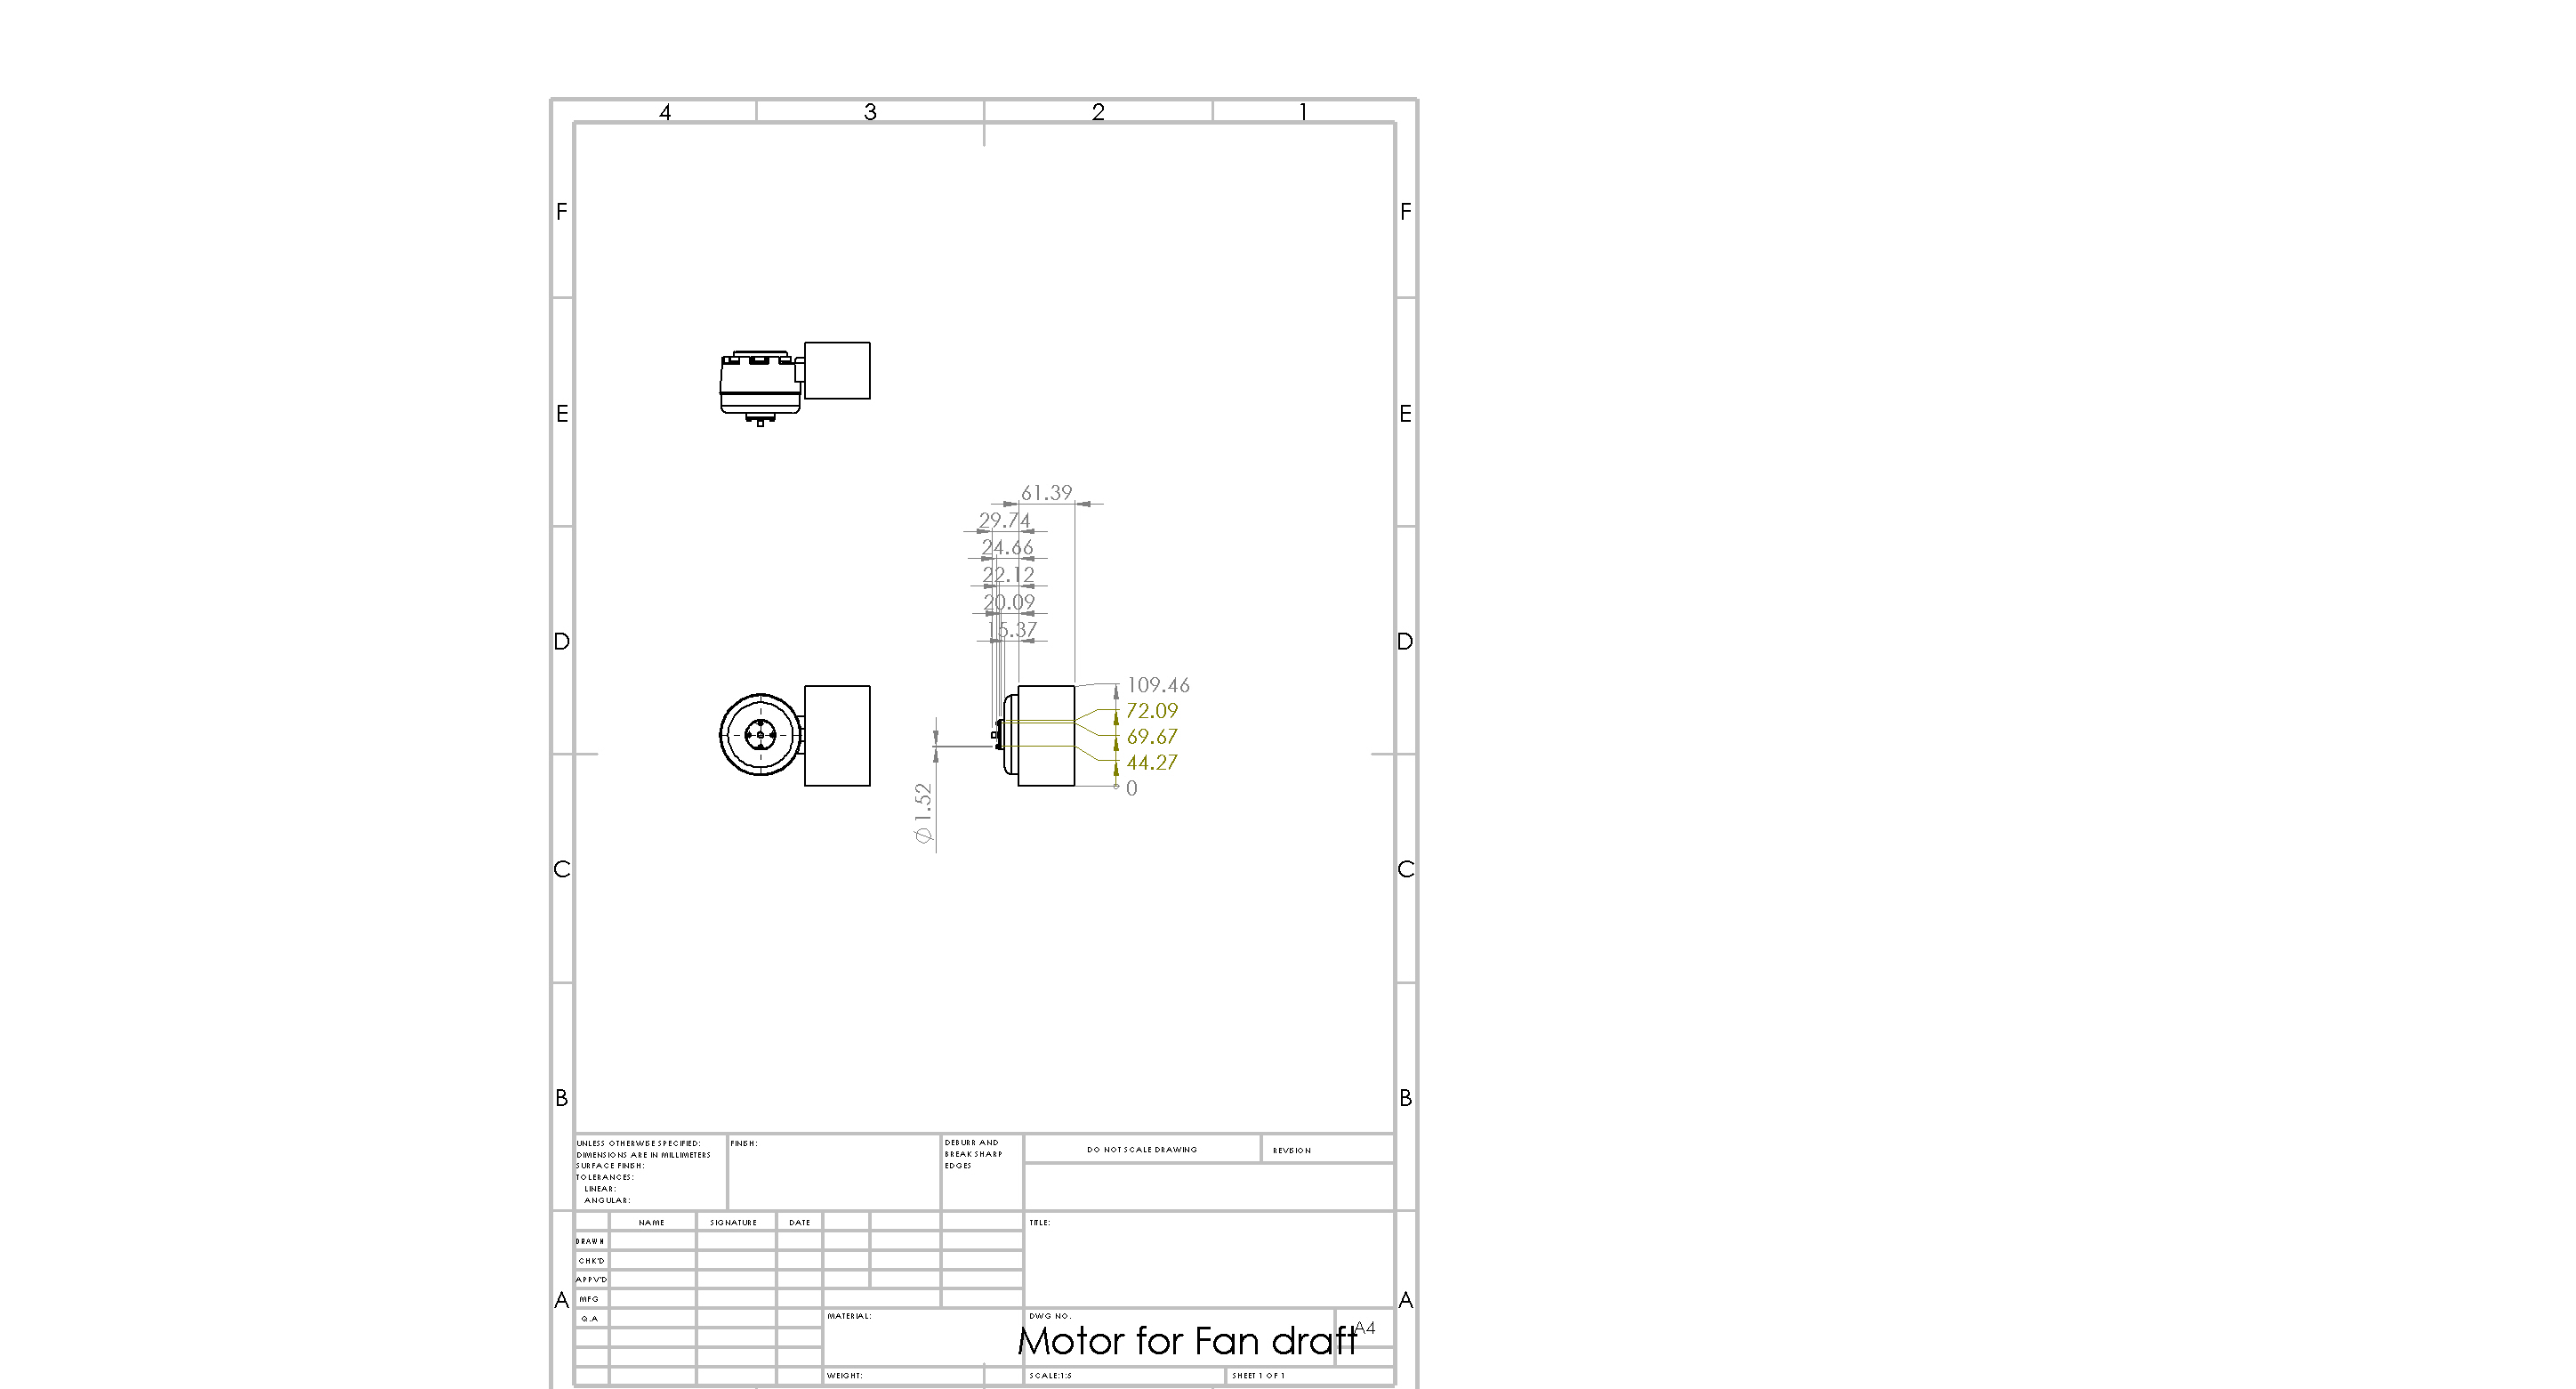 4 3 2 1
F F
E E
61.39
29.74
24.66
22.12
20.09
15.37
D D
109.46
72.09
69.67
44.27
0
∅1.52
C C
B B
UNLESS OTHERWISE SPECIFIED:
DIMENSIONS ARE IN MILLIMETERS
SURFACE FINISH:
TOLERANCES:
LINEAR:
ANGULAR:
FINISH:
DEBURR AND
BREAK SHARP
EDGES
DO NOT SCALE DRAWING
REVISION
NAME SIGNATURE DATE
TITLE:
DRAWN
CHK'D
APPV'D
MFG
Q.A
A A
MATERIAL:
DWG NO.
Motor for Fan draft
A4
WEIGHT:
SCALE:1:5
SHEET 1 OF 1